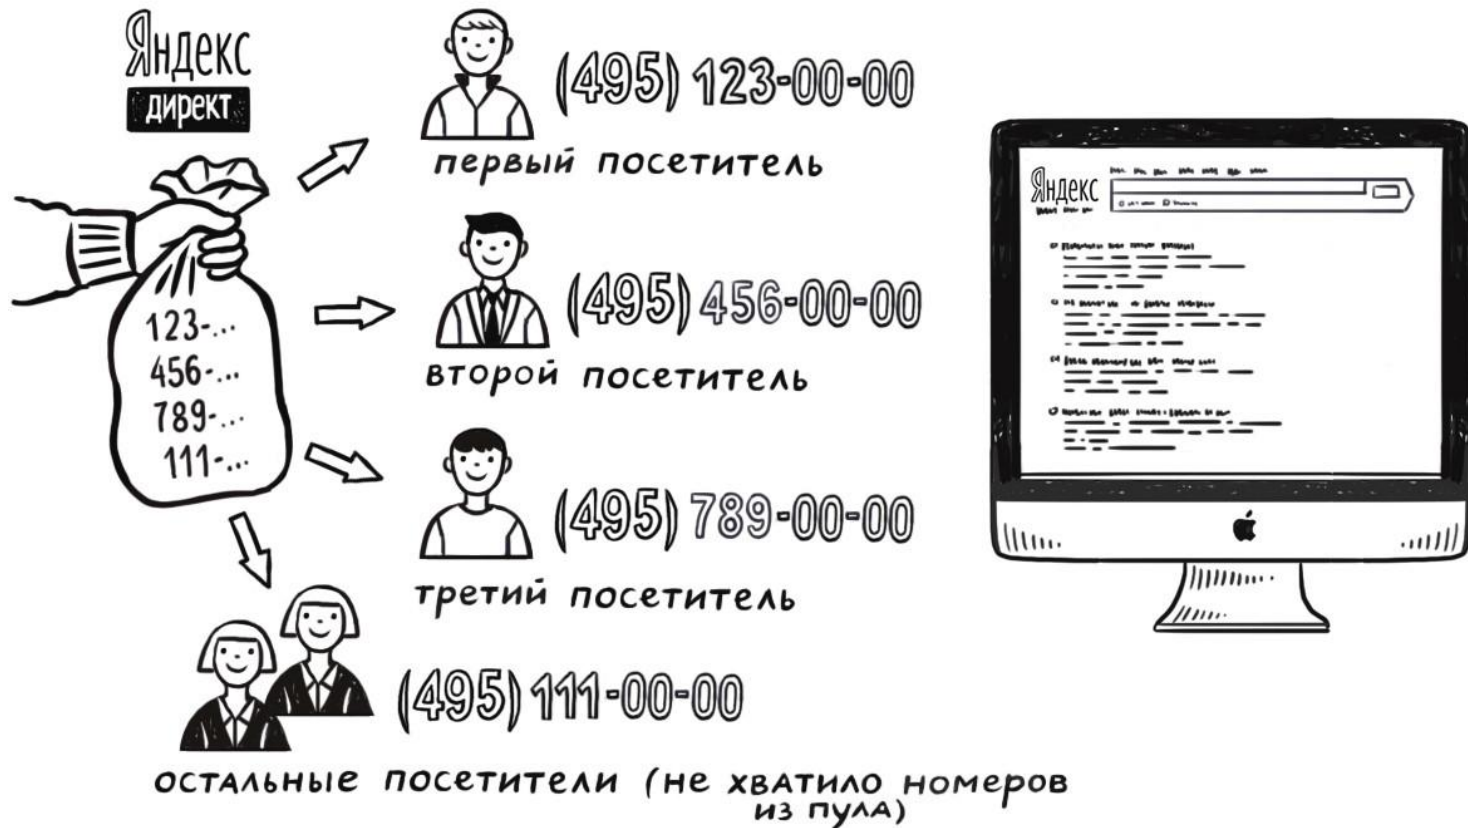 Яндекс
директ
123-...
456-...
789-...
111-...
(495) 123-00-00
первый посетитель
(495) 456-00-00
второй посетитель
(495) 789-00-00
третий посетитель
(495) 111-00-00
остальные посетители (не хватило номеров
из пула)
Яндекс